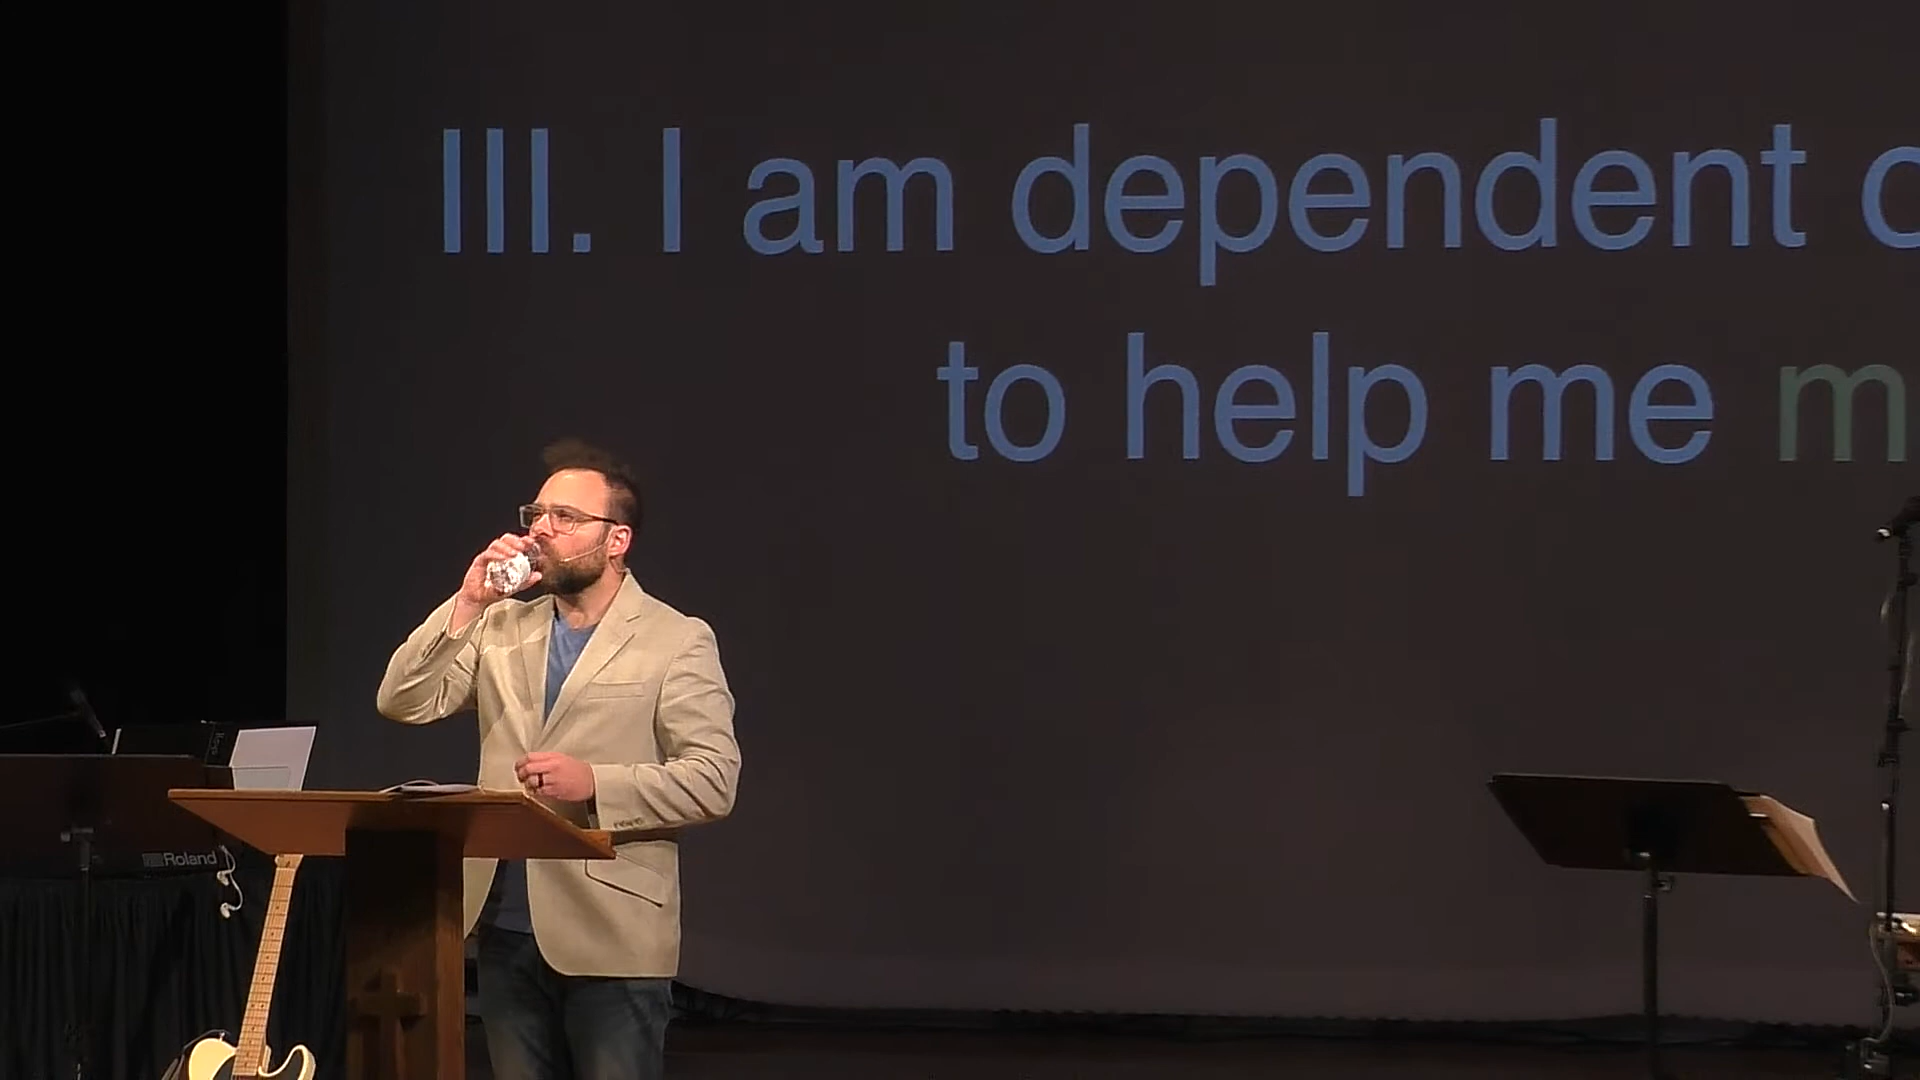 III. I am dependent
to help me
Roland